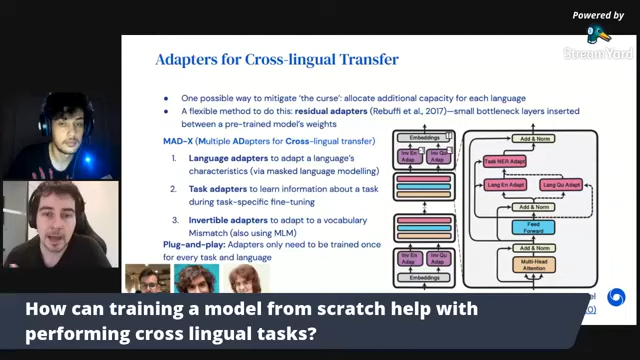 Powered by
StreamYard
Adapters for Cross-lingual Transfer
● One possible way to mitigate 'the curse': allocate additional capacity for each language
● A flexible method to do this: residual adapters (Rebuffi et al., 2017)—small bottleneck layers inserted
between a pre-trained model's weights
MAD-X (Multiple ADapters for Cross-lingual transfer)
1. Language adapters to adapt a language's
characteristics (via masked language modelling)
2. Task adapters to learn information about a task
during task-specific fine-tuning
3. Invertible adapters to adapt to a vocabulary
Mismatch (also using MLM)
Plug-and-play: Adapters only need to be trained once
for every task and language
Embeddings
Inv En
Adap
Inv Qu
Adap
Inv En
Adap
Inv Qu
Adap
Embeddings
Add & Norm
Task NER Adapt
Lang En Adapt
Lang Qu Adapt
Add & Norm
Feed
Forward
Add & Norm
Multi-Head
Attention
How can training a model from scratch help with
performing cross lingual tasks?